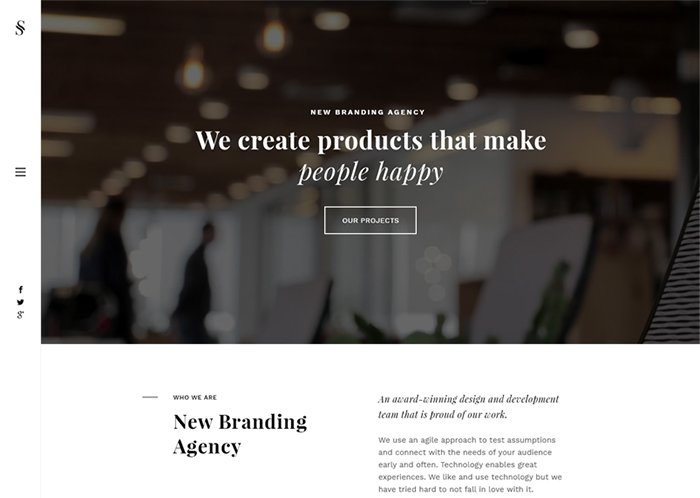 NEW BRANDING AGENCY
We create products that make
people happy
OUR PROJECTS
WHO WE ARE
New Branding
Agency
An award-winning design and development
team that is proud of our work.
We use an agile approach to test assumptions
and connect with the needs of your audience
early and often. Technology enables great
experiences. We like and use technology but we
have tried hard to not fall in love with it.